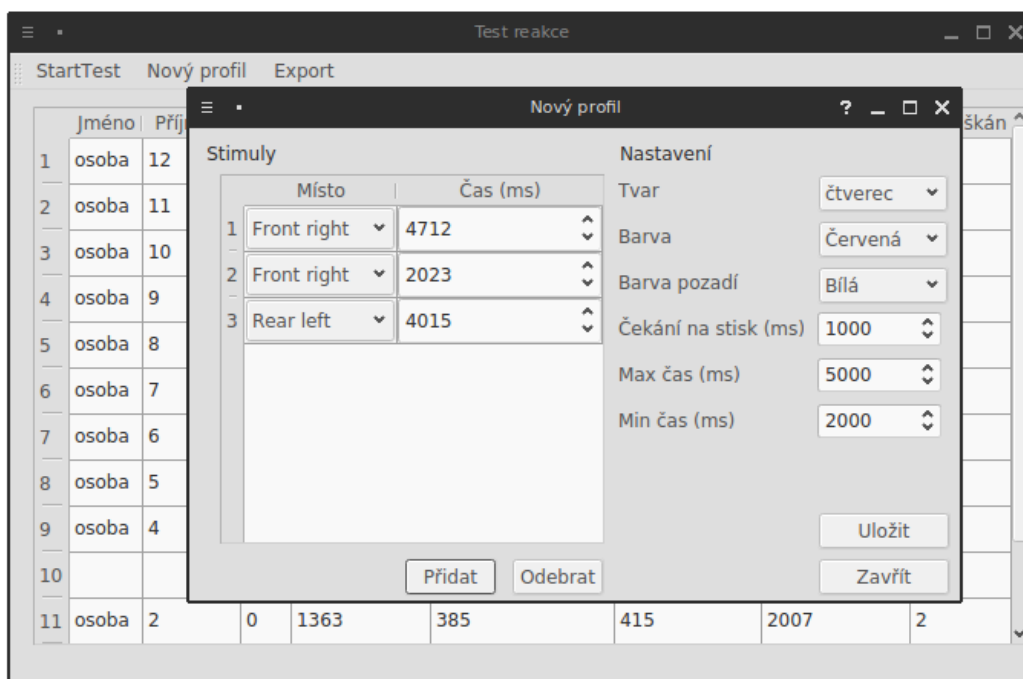 Test reakce
StartTest Nový profil Export
Nový profil
Jméno Příj škán
Stimuly Nastavení
Místo Čas (ms)
1 Front right 4712
2 Front right 2023
3 Rear left 4015
Tvar čtverec
Barva Červená
Barva pozadí Bílá
Čekání na stisk (ms) 1000
Max čas (ms) 5000
Min čas (ms) 2000
Uložit
Přidat Odebrat Zavřít
1 osoba 12
2 osoba 11
3 osoba 10
4 osoba 9
5 osoba 8
6 osoba 7
7 osoba 6
8 osoba 5
9 osoba 4
10
11 osoba 2 0 1363 385 415 2007 2